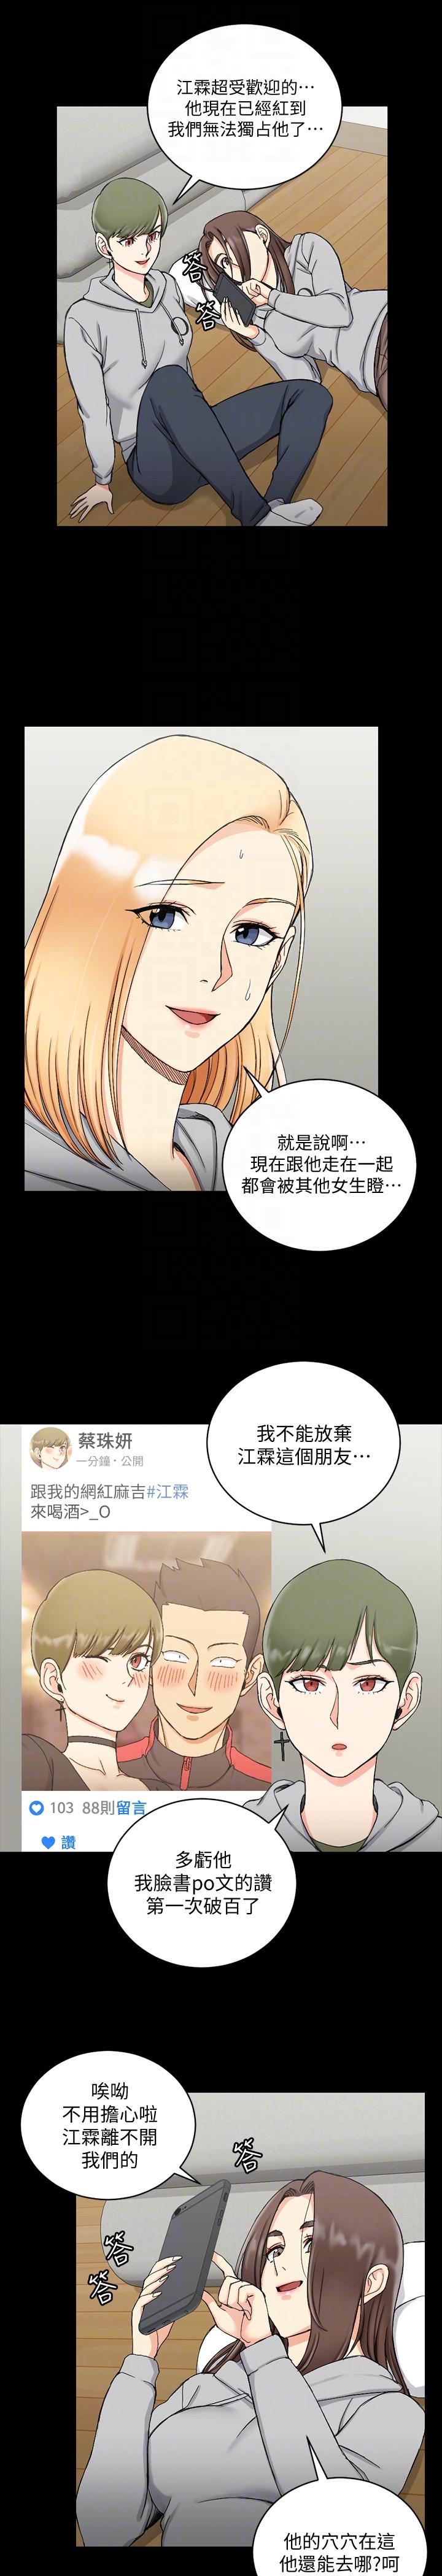 江霖超受歡迎的…
他現在已經紅到
我們無法獨占他了…
答
答
就是說啊…
現在跟他走在一起
都會被其他女生瞪…
我不能放棄
江霖這個朋友…
蔡珠妍
一分鐘·公開
跟我的網紅麻吉#江霖
來喝酒>_O
103 88則留言
讚
多虧他
我臉書po文的讚
第一次破百了
唉呦
不用擔心啦
江霖離不開
我們的
答
答
答
他的穴穴在這
他還能去哪?呵